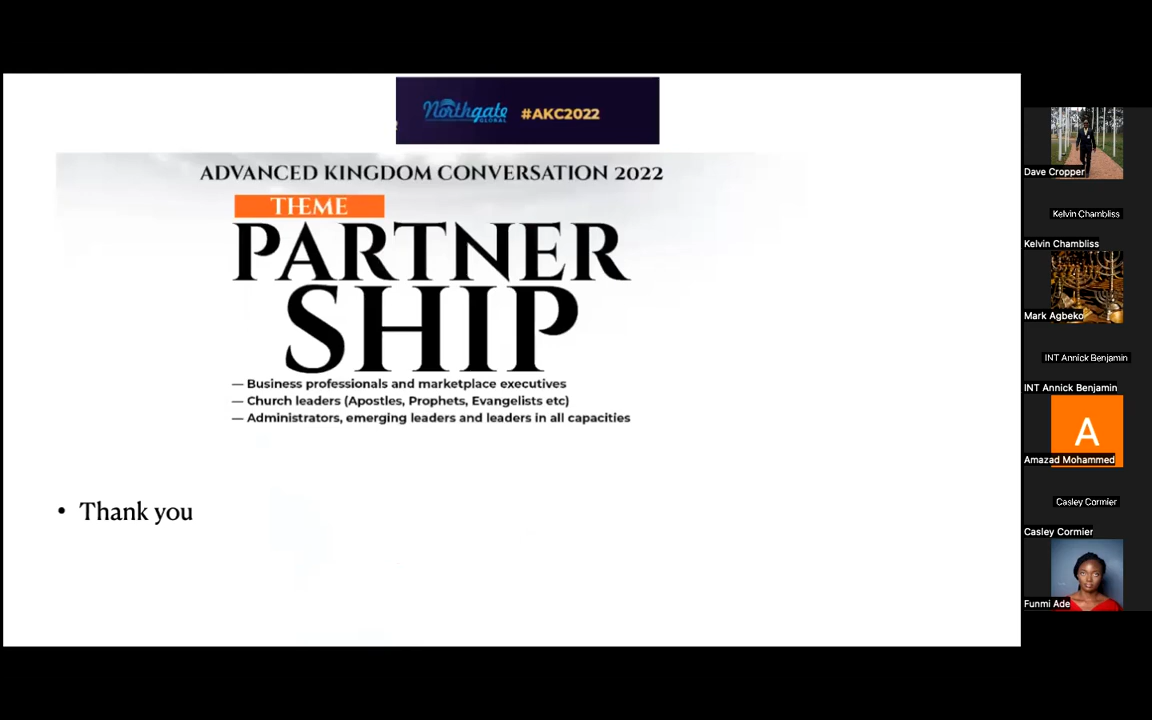 Northgate
GLOBAL
#AKC2022
ADVANCED KINGDOM CONVERSATION 2022
THEME
PARTNER
SHIP
— Business professionals and marketplace executives
— Church leaders (Apostles, Prophets, Evangelists etc)
— Administrators, emerging leaders and leaders in all capacities
• Thank you
Dave Cropper
Kelvin Chambliss
Kelvin Chambliss
Mark Agbeko
INT Annick Benjamin
INT Annick Benjamin
A
Amazad Mohammed
Casley Cormier
Casley Cormier
Funmi Ade